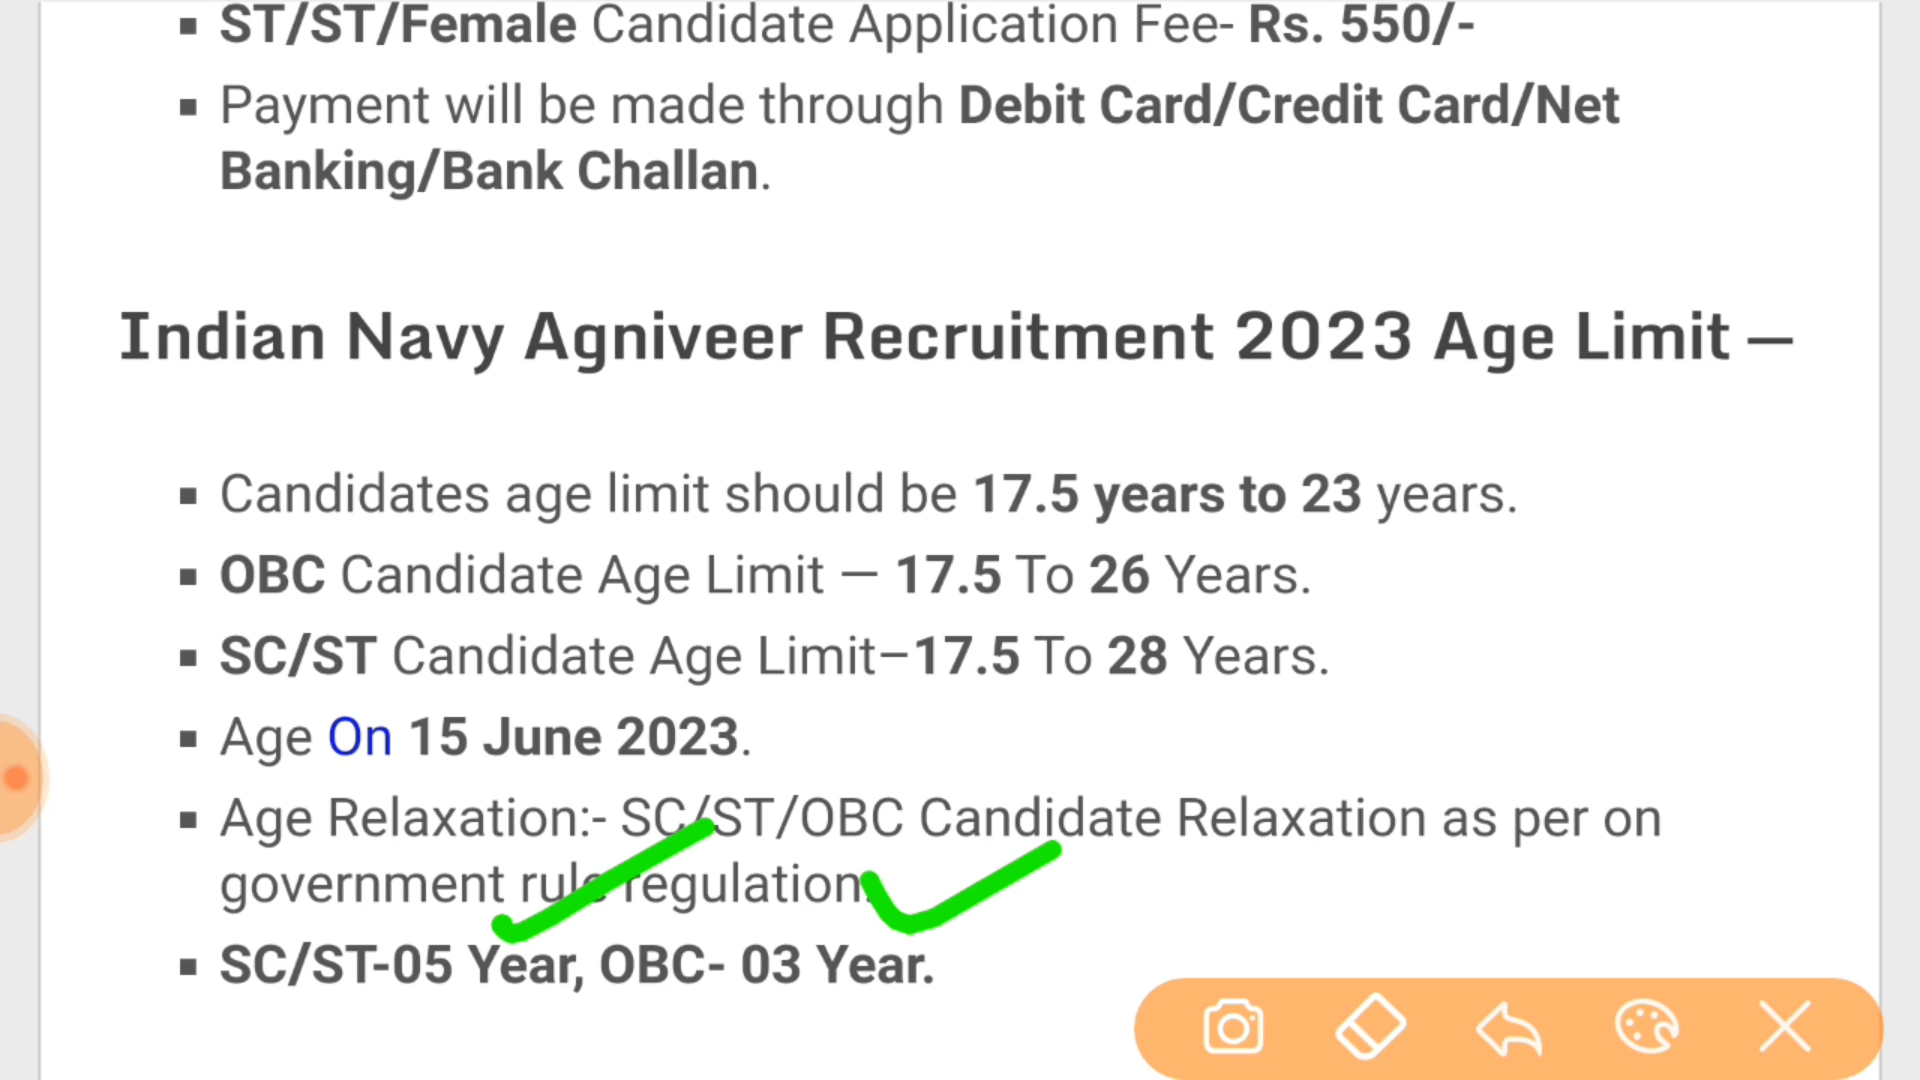 ▪ ST/ST/Female Candidate Application Fee- Rs. 550/-
▪ Payment will be made through Debit Card/Credit Card/Net
Banking/Bank Challan.
Indian Navy Agniveer Recruitment 2023 Age Limit —
▪ Candidates age limit should be 17.5 years to 23 years.
▪ OBC Candidate Age Limit — 17.5 To 26 Years.
▪ SC/ST Candidate Age Limit–17.5 To 28 Years.
▪ Age On 15 June 2023.
▪ Age Relaxation:- SC/ST/OBC Candidate Relaxation as per on
government rule regulation.
▪ SC/ST-05 Year, OBC- 03 Year.